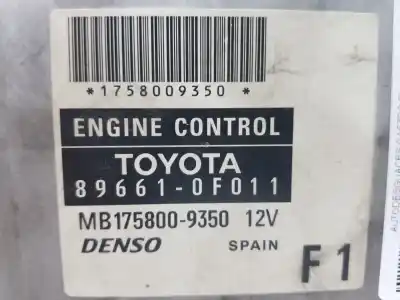 *1758009350*
ENGINE CONTROL
TOYOTA
89661-0F011
MB175800-9350 12V
DENSO SPAIN
F1